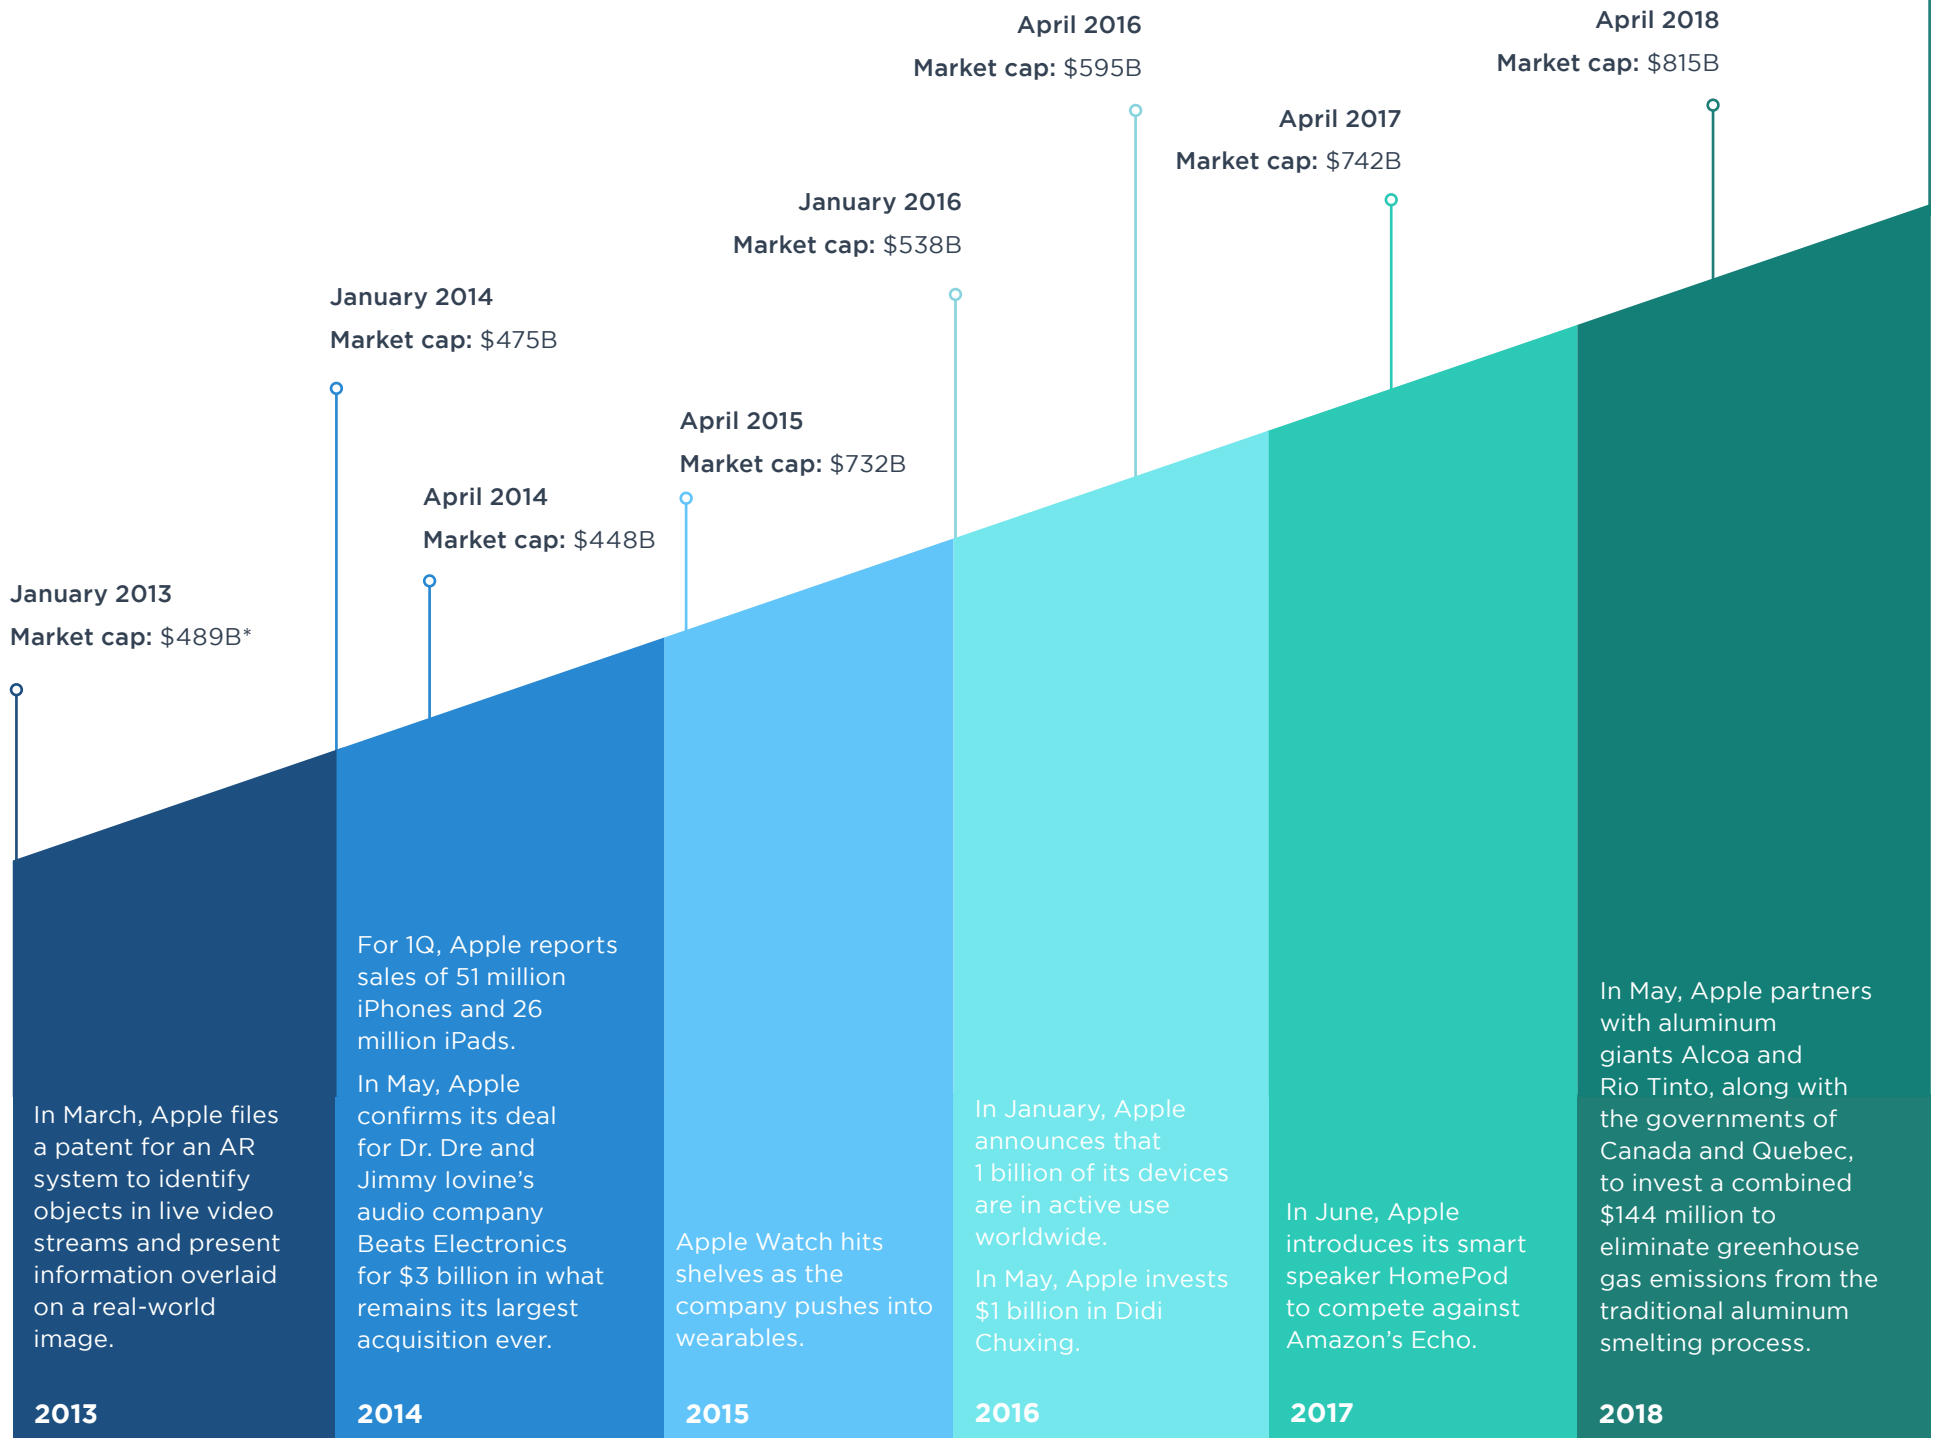 April 2016
Market cap: $595B
April 2018
Market cap: $815B
April 2017
Market cap: $742B
January 2016
Market cap: $538B
January 2014
Market cap: $475B
April 2015
Market cap: $732B
April 2014
Market cap: $448B
January 2013
Market cap: $489B*
In March, Apple files
a patent for an AR
system to identify
objects in live video
streams and present
information overlaid
on a real-world
image.
2013
For 1Q, Apple reports
sales of 51 million
iPhones and 26
million iPads.
In May, Apple
confirms its deal
for Dr. Dre and
Jimmy Iovine’s
audio company
Beats Electronics
for $3 billion in what
remains its largest
acquisition ever.
2014
Apple Watch hits
shelves as the
company pushes into
wearables.
2015
In January, Apple
announces that
1 billion of its devices
are in active use
worldwide.
In May, Apple invests
$1 billion in Didi
Chuxing.
2016
In June, Apple
introduces its smart
speaker HomePod
to compete against
Amazon’s Echo.
2017
In May, Apple partners
with aluminum
giants Alcoa and
Rio Tinto, along with
the governments of
Canada and Quebec,
to invest a combined
$144 million to
eliminate greenhouse
gas emissions from the
traditional aluminum
smelting process.
2018